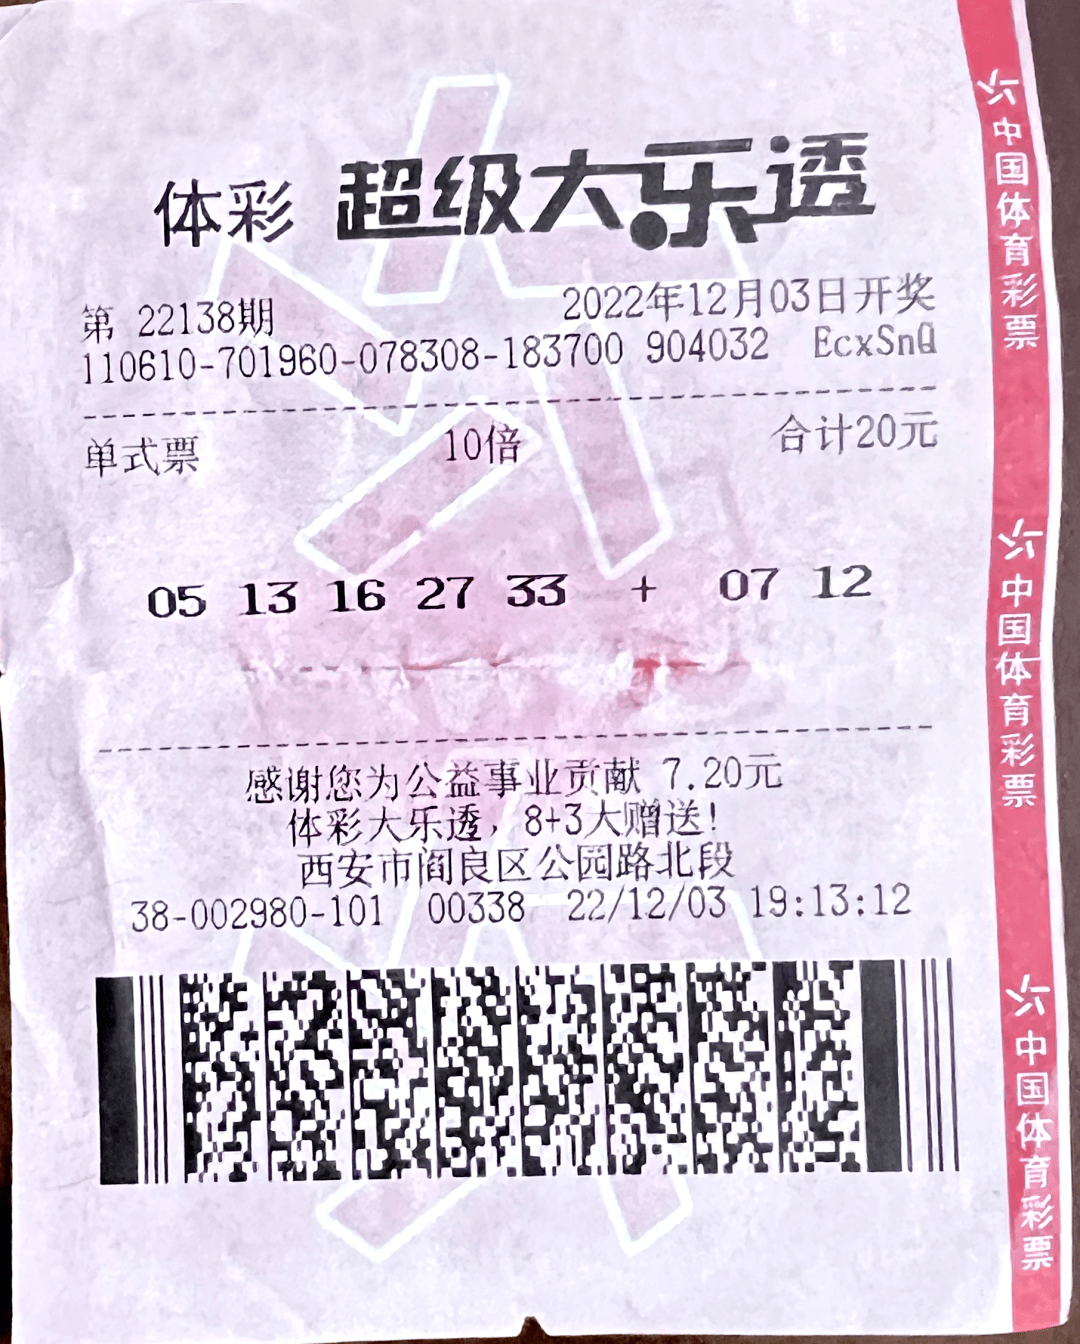 体彩 超级大乐透
第 22138期 2022年12月03日开奖
110610-701960-078308-183700 904032 EcxSnQ
单式票 10倍 合计20元
05 13 16 27 33 + 07 12
感谢您为公益事业贡献 7.20元
体彩大乐透，8+3大赠送!
西安市阎良区公园路北段
38-002980-101 00338 22/12/03 19:13:12
中国体育彩票
中国体育彩票
中国体育彩票